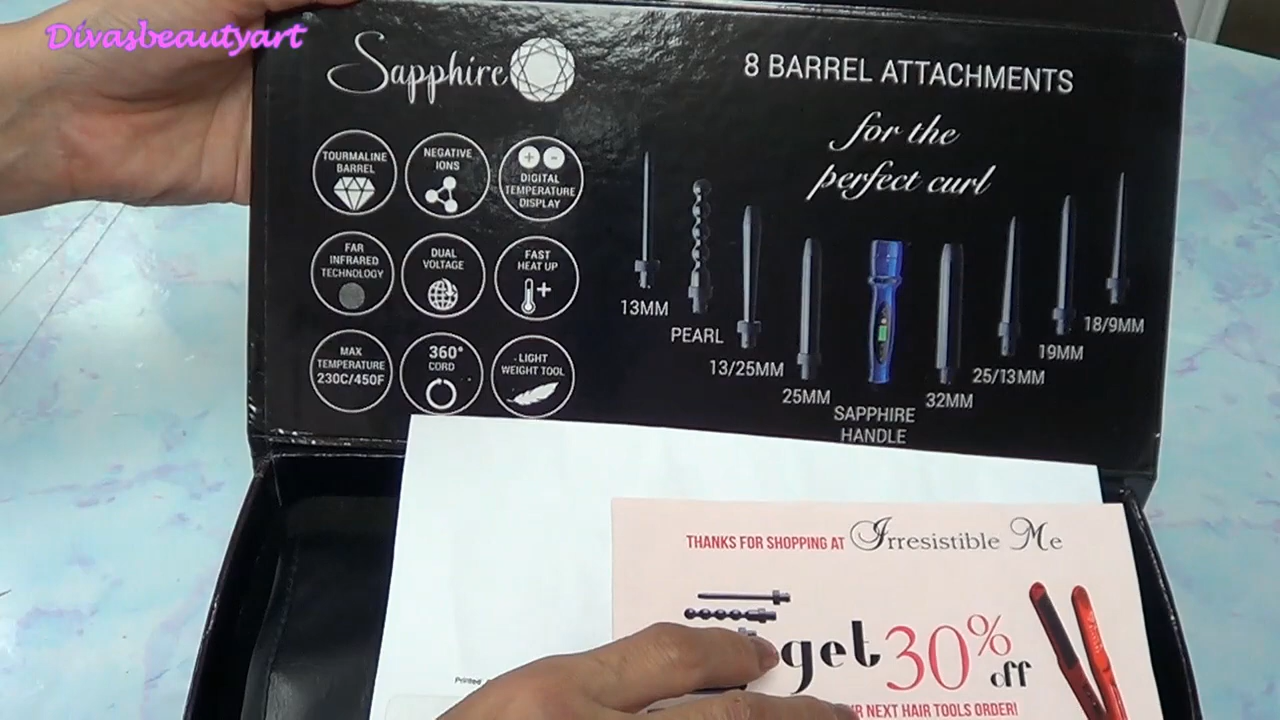 Divasbeautyart
Sapphire
8 BARREL ATTACHMENTS
for the
perfect curl
TOURMALINE
BARREL
NEGATIVE
IONS
+ -
DIGITAL
TEMPERATURE
DISPLAY
FAR
INFRARED
TECHNOLOGY
DUAL
VOLTAGE
FAST
HEAT UP
+
MAX
TEMPERATURE
230C/450F
360°
CORD
LIGHT
WEIGHT TOOL
13MM
PEARL
13/25MM
25MM
SAPPHIRE
HANDLE
32MM
25/13MM
19MM
18/9MM
THANKS FOR SHOPPING AT Irresistible Me
get 30% off
NEXT HAIR TOOLS ORDER!
Printed